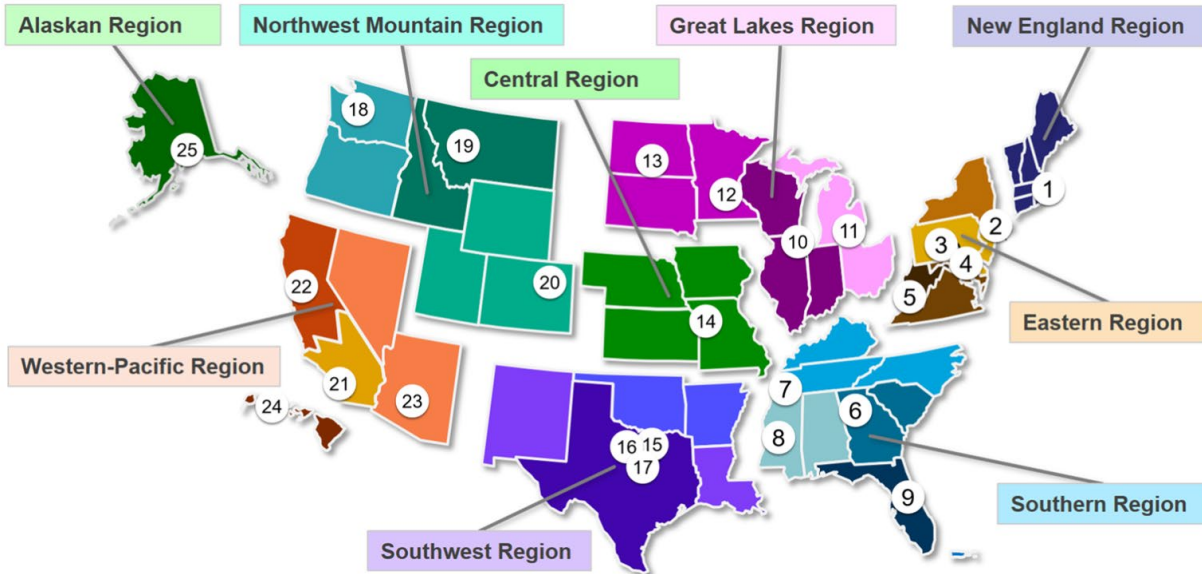 Alaskan Region
Northwest Mountain Region
Great Lakes Region
New England Region
Central Region
18
25
19
13
12
1
10
11
2
3
4
22
20
5
14
Eastern Region
Western-Pacific Region
21
23
24
7
6
8
16
15
17
9
Southern Region
Southwest Region